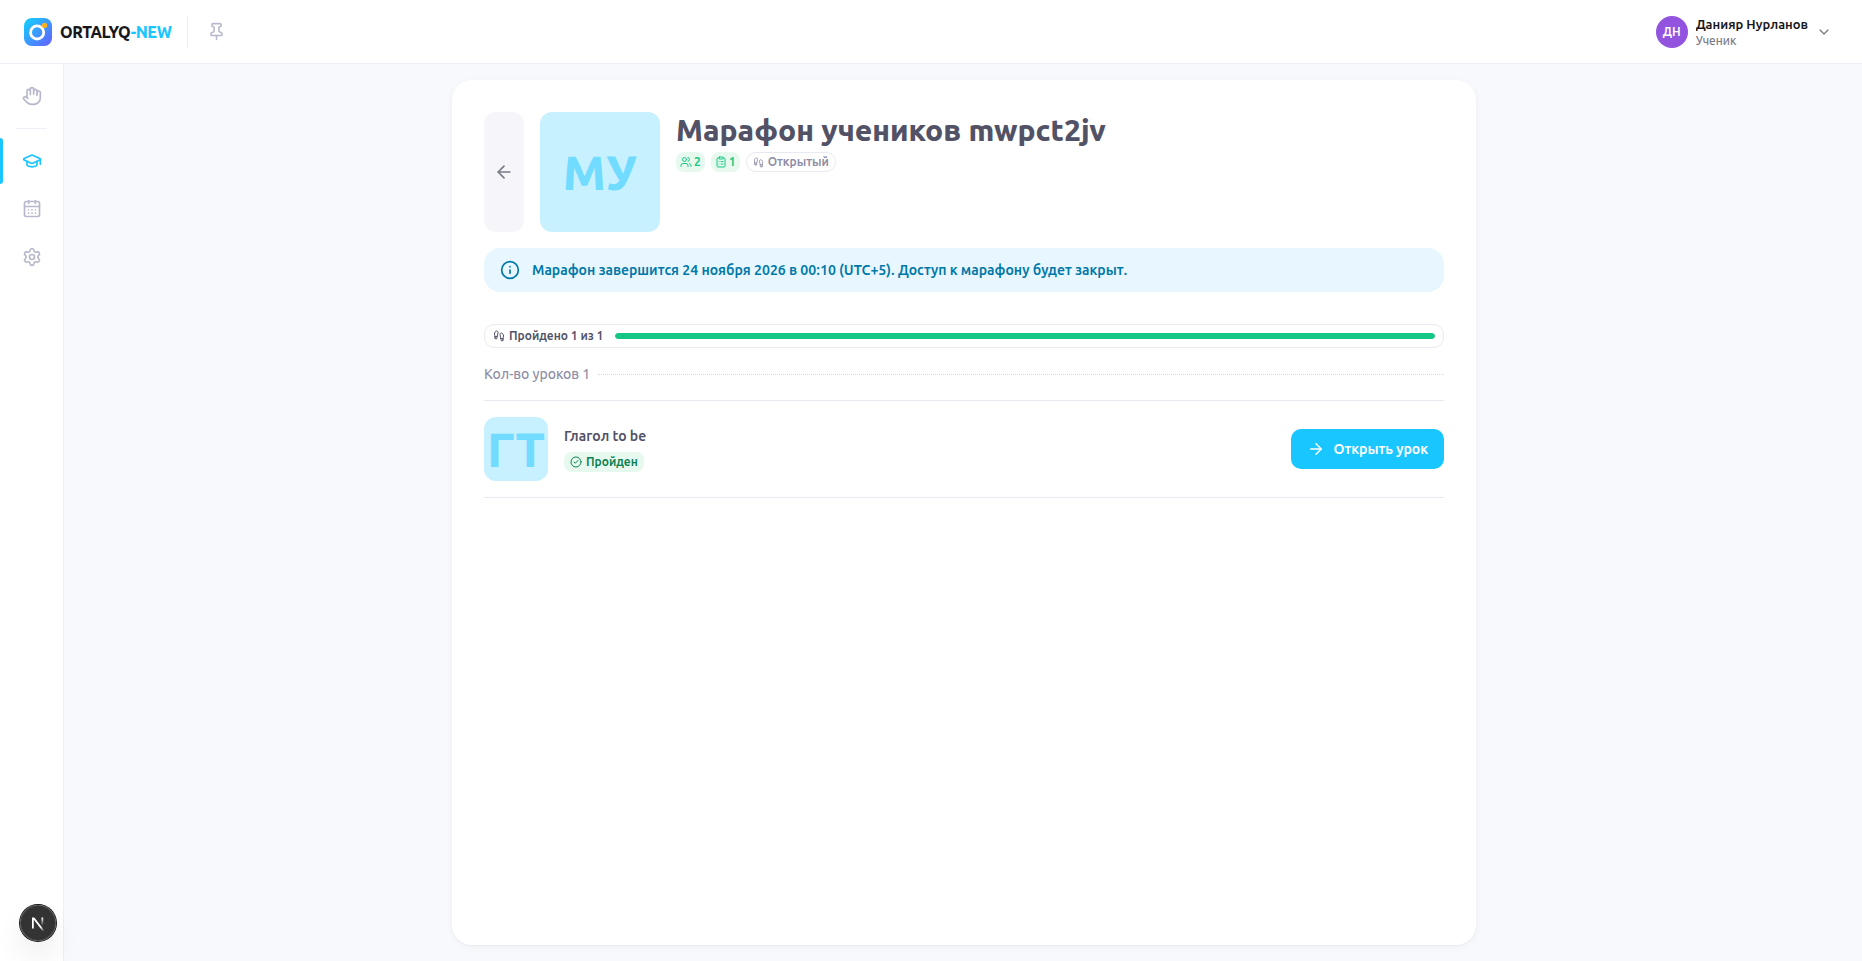 ORTALYQ-NEW
ДН
Данияр Нурланов
Ученик
МУ
Марафон учеников mwpct2jv
2
1
Открытый
Марафон завершится 24 ноября 2026 в 00:10 (UTC+5). Доступ к марафону будет закрыт.
Пройдено 1 из 1
Кол-во уроков 1
ГТ
Глагол to be
Пройден
Открыть урок
N